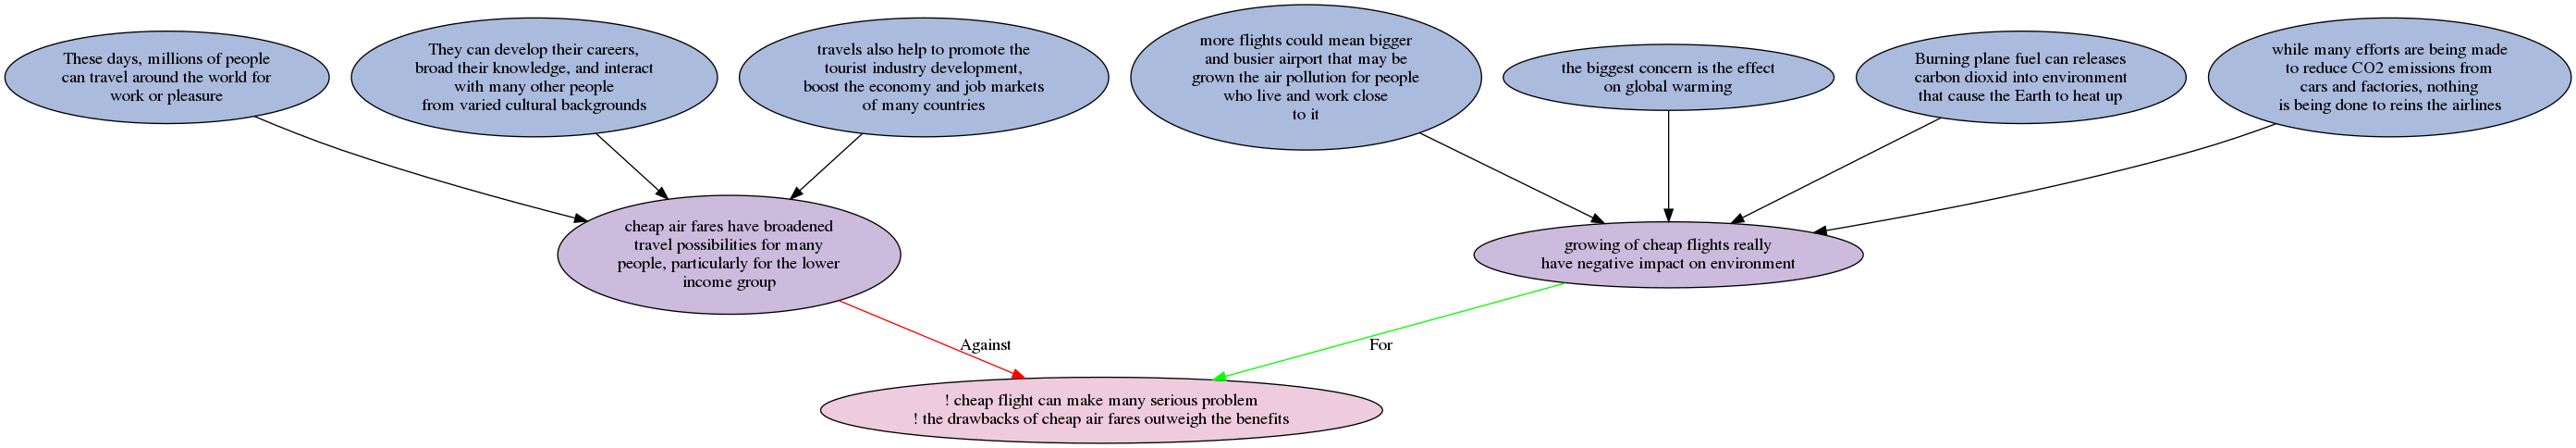 These days, millions of people
can travel around the world for
work or pleasure
They can develop their careers,
broad their knowledge, and interact
with many other people
from varied cultural backgrounds
travels also help to promote the
tourist industry development,
boost the economy and job markets
of many countries
more flights could mean bigger
and busier airport that may be
grown the air pollution for people
who live and work close
to it
the biggest concern is the effect
on global warming
Burning plane fuel can releases
carbon dioxid into environment
that cause the Earth to heat up
while many efforts are being made
to reduce CO2 emissions from
cars and factories, nothing
is being done to reins the airlines
cheap air fares have broadened
travel possibilities for many
people, particularly for the lower
income group
growing of cheap flights really
have negative impact on environment
Against
For
! cheap flight can make many serious problem
! the drawbacks of cheap air fares outweigh the benefits